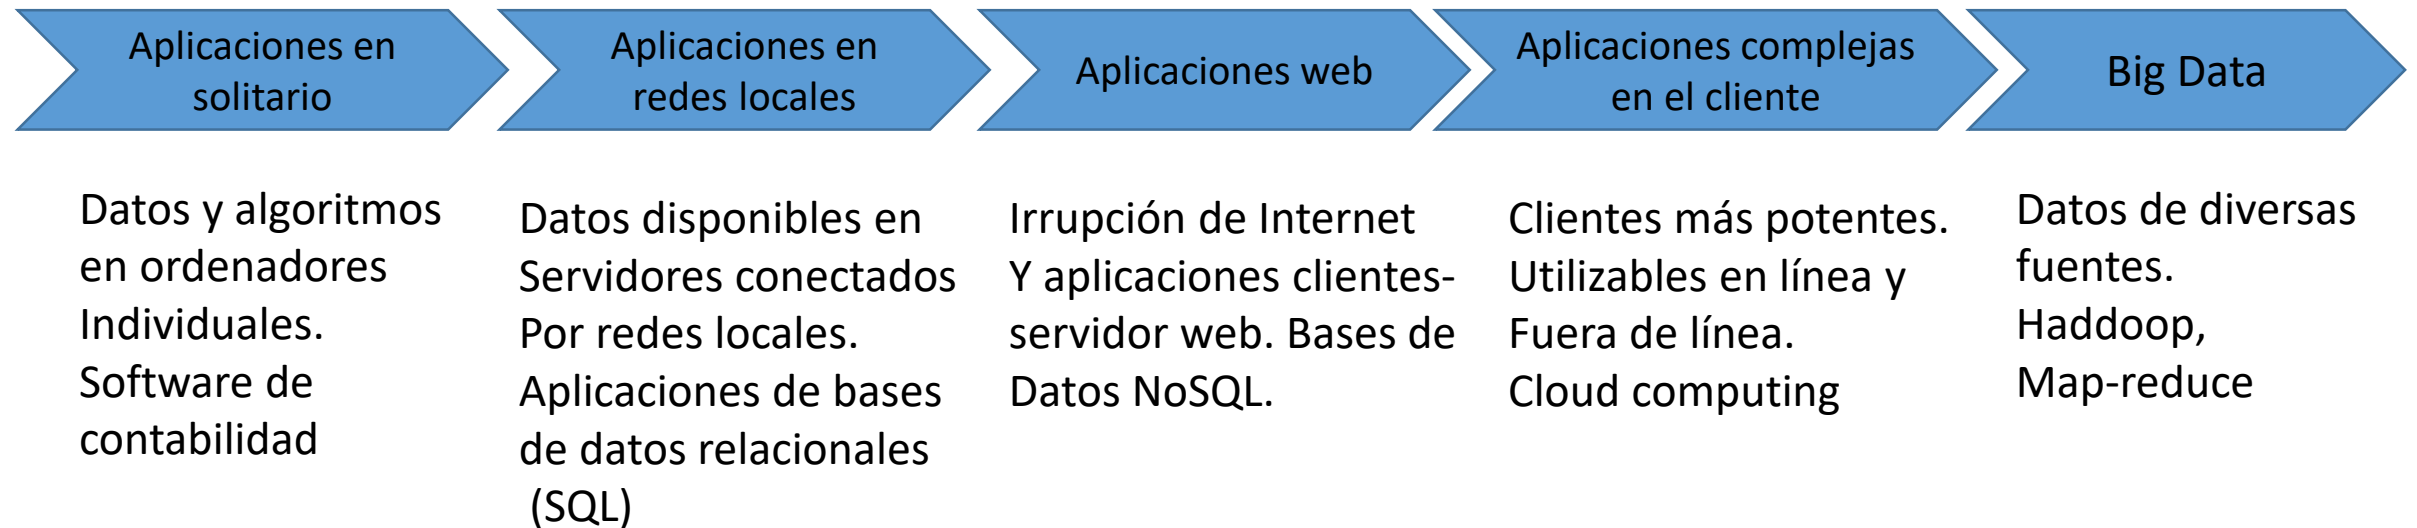 Aplicaciones en
solitario
Aplicaciones en
redes locales
Aplicaciones web
Aplicaciones complejas
en el cliente
Big Data
Datos y algoritmos
en ordenadores
Individuales.
Software de
contabilidad
Datos disponibles en
Servidores conectados
Por redes locales.
Aplicaciones de bases
de datos relacionales
(SQL)
Irrupción de Internet
Y aplicaciones clientes-
servidor web. Bases de
Datos NoSQL.
Clientes más potentes.
Utilizables en línea y
Fuera de línea.
Cloud computing
Datos de diversas
fuentes.
Haddoop,
Map-reduce